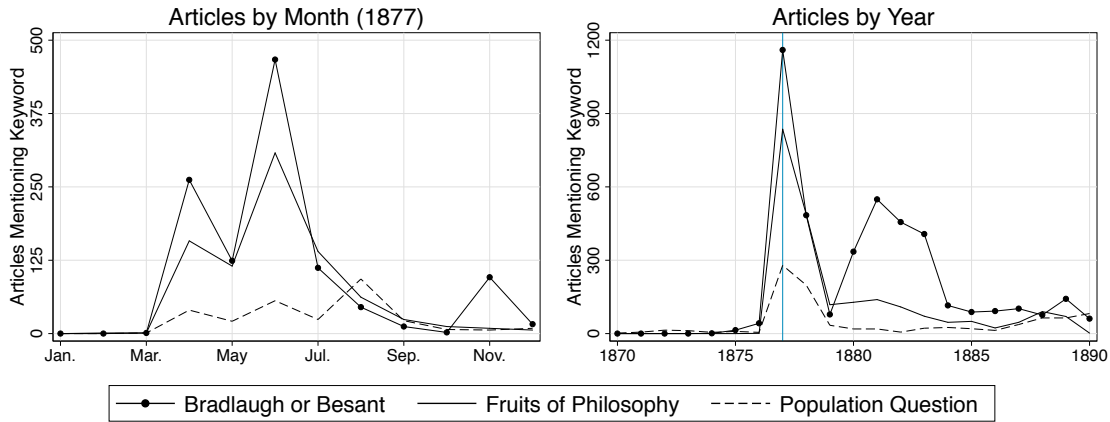 Articles by Month (1877)
Articles Mentioning Keyword
500
375
250
125
0
Jan. Mar. May Jul. Sep. Nov.
Articles by Year
Articles Mentioning Keyword
1200
900
600
300
0
1870 1875 1880 1885 1890
Bradlaugh or Besant Fruits of Philosophy Population Question